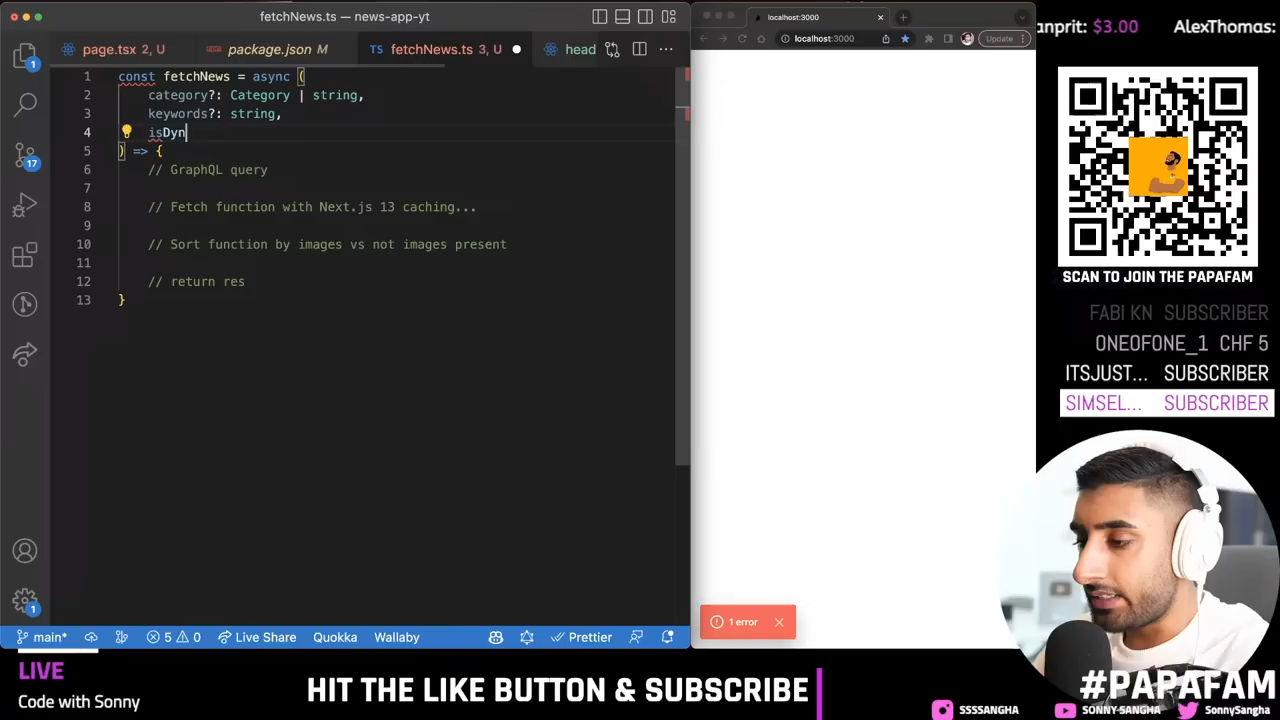 fetchNews.ts — news-app-yt
page.tsx 2, U
package.json M
TS fetchNews.ts 3, U
head
localhost:3000
localhost:3000
Update
anprit: $3.00 AlexThomas:
1 const fetchNews = async (
2 category?: Category | string,
3 keywords?: string,
4 isDyn
5 ) => {
6 // GraphQL query
7
8 // Fetch function with Next.js 13 caching...
9
10 // Sort function by images vs not images present
11
12 // return res
13 }
1
17
1
SCAN TO JOIN THE PAPAFAM
FABI KN SUBSCRIBER
ONEOFONE_1 CHF 5
ITSJUST... SUBSCRIBER
SIMSEL... SUBSCRIBER
1 error
main* 5 0 Live Share Quokka Wallaby Prettier
LIVE
Code with Sonny
HIT THE LIKE BUTTON & SUBSCRIBE
#PAPAFAM
SSSSANGHA SONNY SANGHA SonnySangha